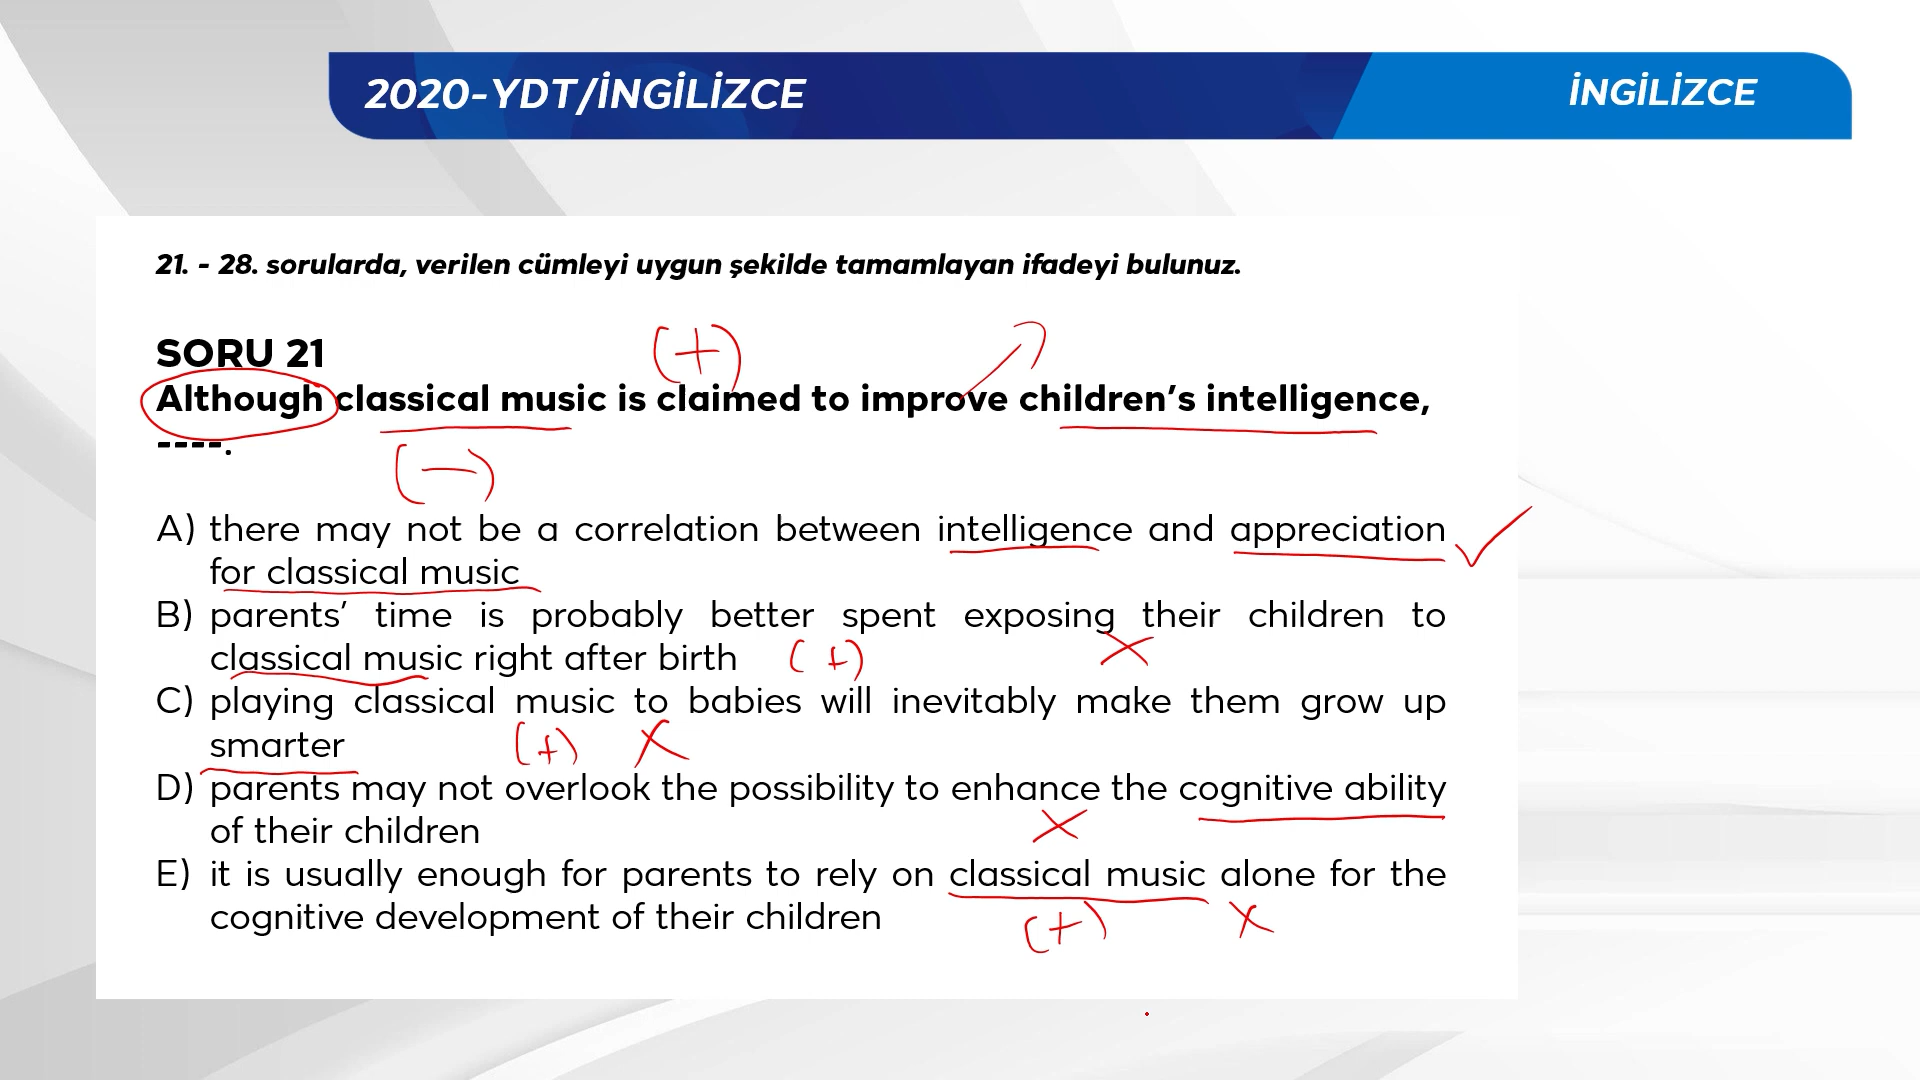 2020-YDT/İNGİLİZCE
İNGİLİZCE
21. - 28. sorularda, verilen cümleyi uygun şekilde tamamlayan ifadeyi bulunuz.
SORU 21
(+)
Although classical music is claimed to improve children's intelligence,
----.
(-)
A) there may not be a correlation between intelligence and appreciation
for classical music
B) parents' time is probably better spent exposing their children to
classical music right after birth (+)
C) playing classical music to babies will inevitably make them grow up
smarter (+)
D) parents may not overlook the possibility to enhance the cognitive ability
of their children
E) it is usually enough for parents to rely on classical music alone for the
cognitive development of their children (+)